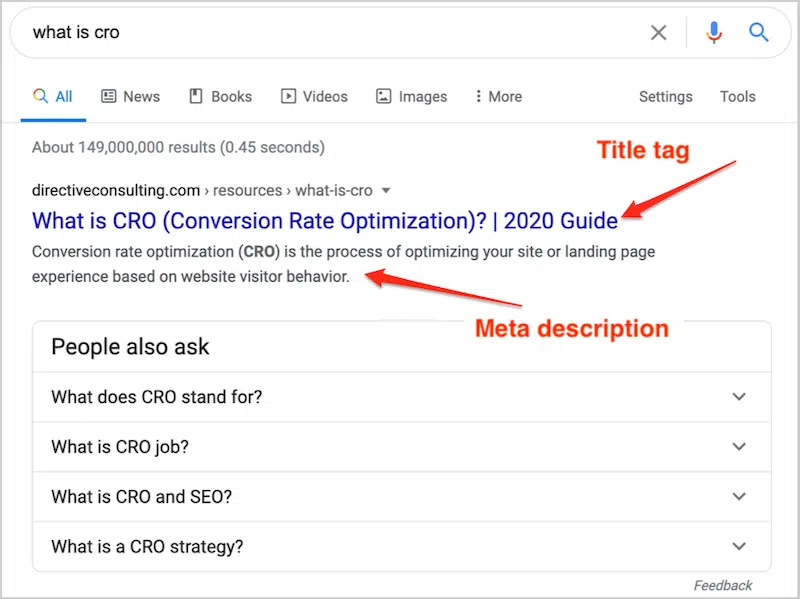 what is cro
All News Books Videos Images More Settings Tools
About 149,000,000 results (0.45 seconds)
Title tag
directiveconsulting.com › resources › what-is-cro
What is CRO (Conversion Rate Optimization)? | 2020 Guide
Conversion rate optimization (CRO) is the process of optimizing your site or landing page
experience based on website visitor behavior.
Meta description
People also ask
What does CRO stand for?
What is CRO job?
What is CRO and SEO?
What is a CRO strategy?
Feedback